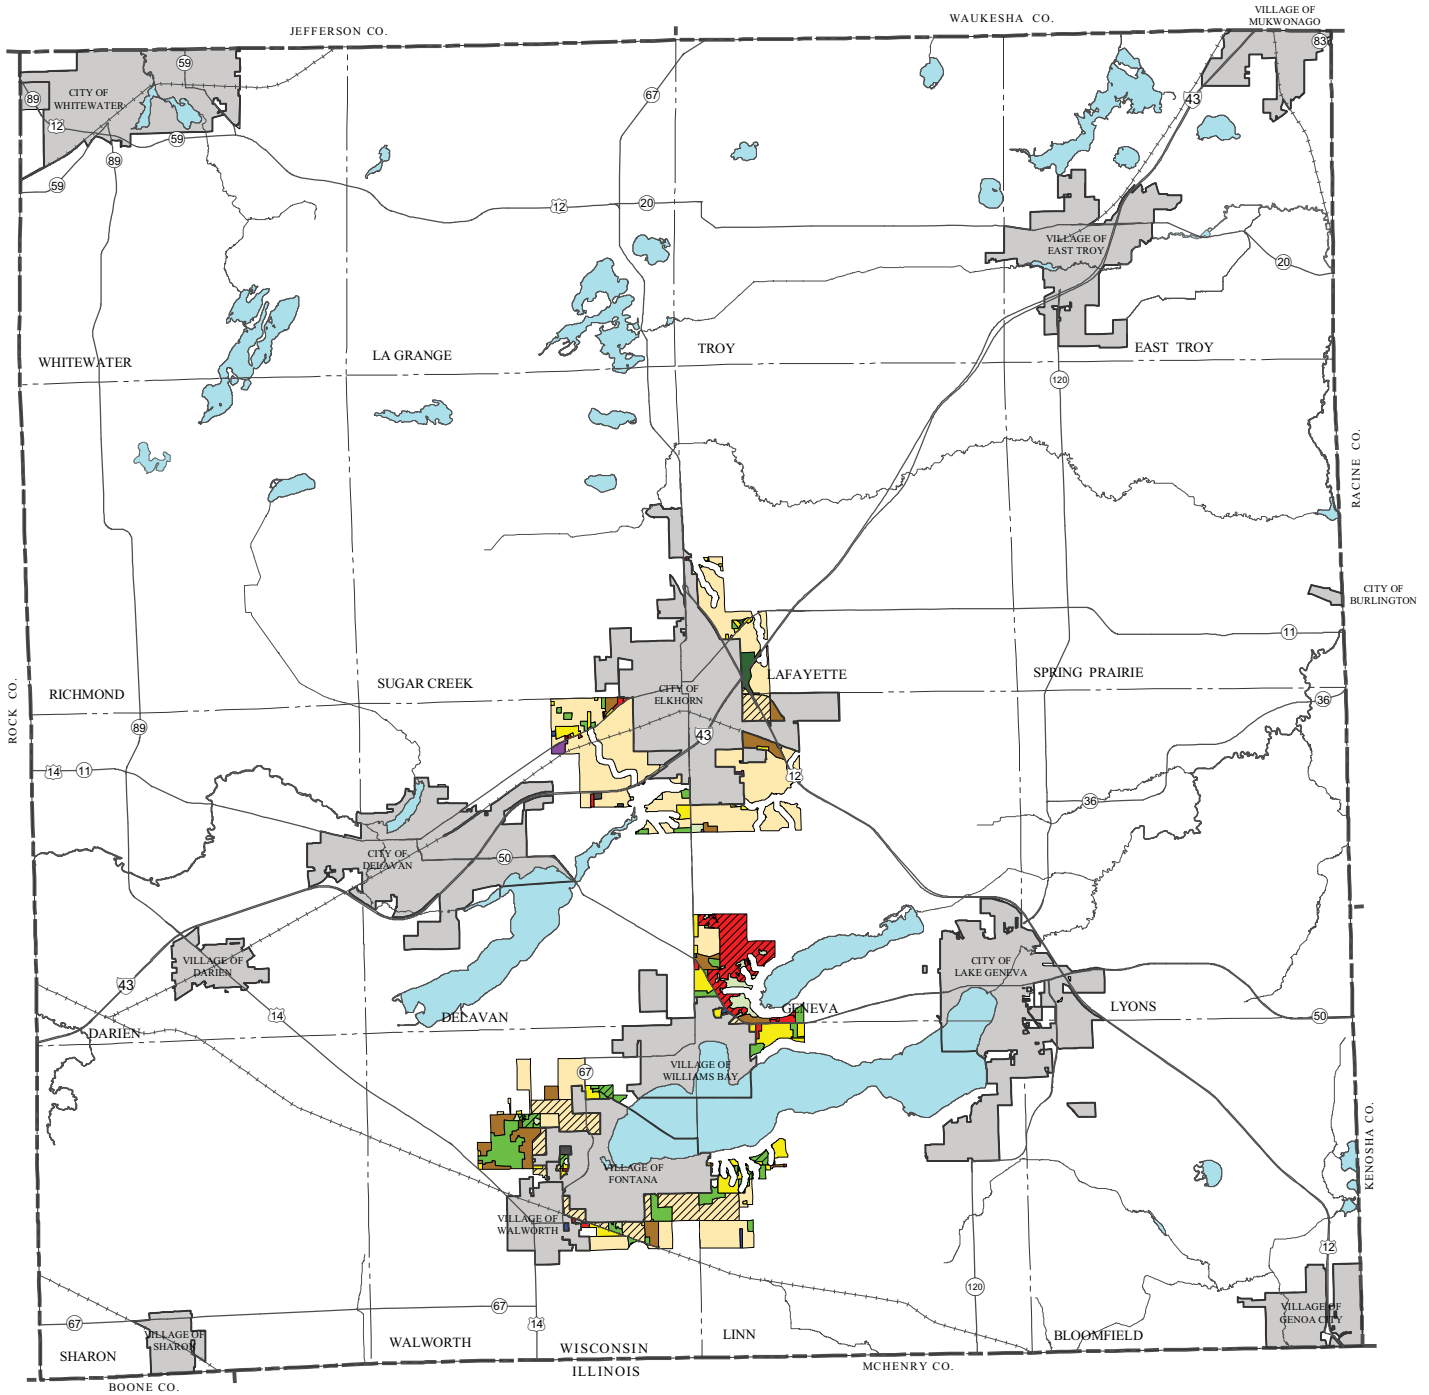 VILLAGE OF
MUKWONAGO
WAUKESHA CO.
JEFFERSON CO.
83
59
67
89
CITY OF
WHITEWATER
43
12
59
89
59
12
20
VILLAGE OF
EAST TROY
20
WHITEWATER
LA GRANGE
TROY
EAST TROY
120
RACINE CO.
CITY OF
BURLINGTON
11
ROCK CO.
RICHMOND
SUGAR CREEK
LAFAYETTE
SPRING PRAIRIE
CITY OF
ELKHORN
36
89
43
14
11
12
36
CITY OF
DELAVAN
50
VILLAGE OF
DARIEN
CITY OF
LAKE GENEVA
43
DARIEN
14
DELAVAN
GENEVA
LYONS
50
67
VILLAGE OF
WILLIAMS BAY
KENOSHA CO.
VILLAGE OF
FONTANA
VILLAGE OF
WALWORTH
12
120
67
67
14
VILLAGE OF
GENOA CITY
VILLAGE OF
SHARON
SHARON
WALWORTH
LINN
BLOOMFIELD
WISCONSIN
ILLINOIS
MCHENRY CO.
BOONE CO.